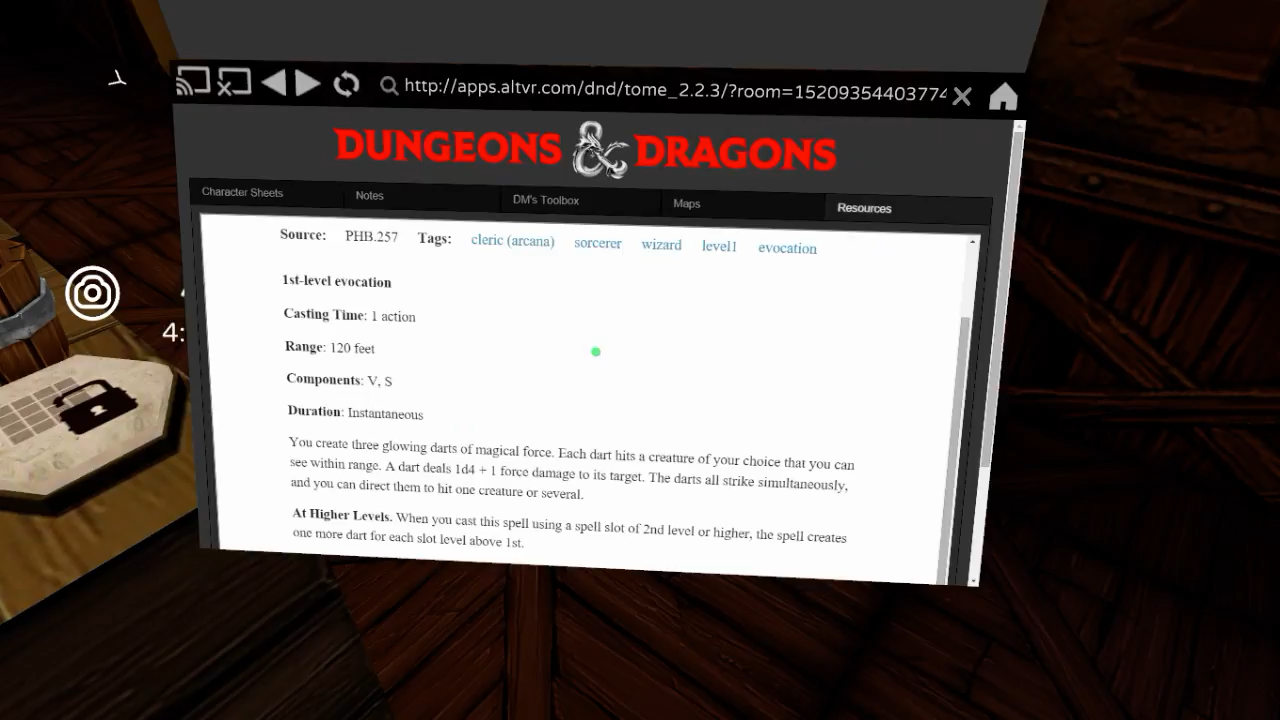 http://apps.altvr.com/dnd/tome_2.2.3/?room=15209354403774
DUNGEONS & DRAGONS
Character Sheets Notes DM's Toolbox Maps Resources
Source: PHB.257 Tags: cleric (arcana) sorcerer wizard level1 evocation
1st-level evocation
Casting Time: 1 action
Range: 120 feet
4:
Components: V, S
Duration: Instantaneous
You create three glowing darts of magical force. Each dart hits a creature of your choice that you can
see within range. A dart deals 1d4 + 1 force damage to its target. The darts all strike simultaneously,
and you can direct them to hit one creature or several.
At Higher Levels. When you cast this spell using a spell slot of 2nd level or higher, the spell creates
one more dart for each slot level above 1st.